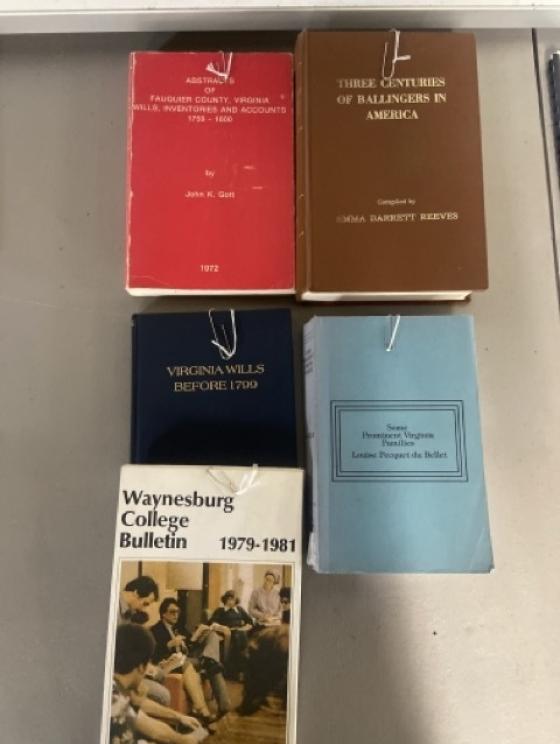 ABSTRACTS
OF
FAUQUIER COUNTY, VIRGINIA
WILLS, INVENTORIES AND ACCOUNTS
1759 - 1800
by
John K. Gott
1972
THREE CENTURIES
OF BALLINGERS IN
AMERICA
Compiled by
EMMA BARRETT REEVES
VIRGINIA WILLS
BEFORE 1799
Some
Prominent Virginia
Families
Louise Pecquet du Bellet
Waynesburg
College
Bulletin 1979-1981